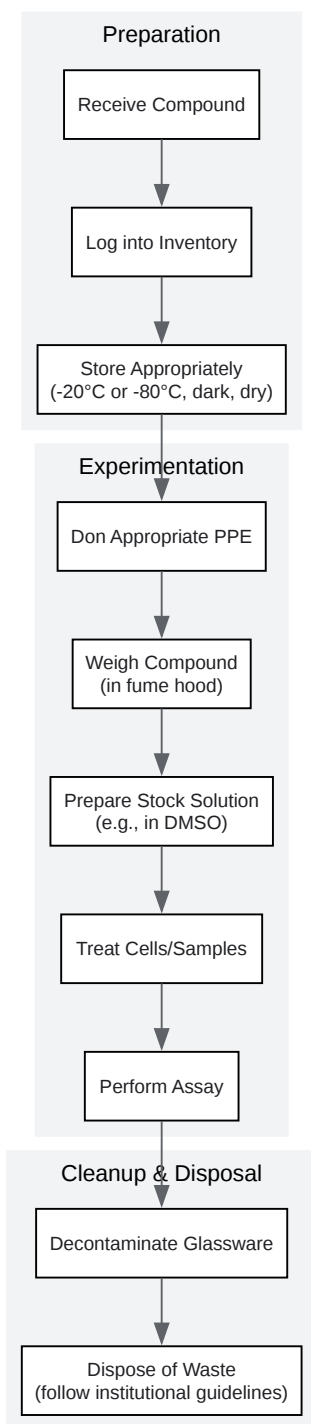 Preparation
Receive Compound
Log into Inventory
Store Appropriately
(-20°C or -80°C, dark, dry)
Experimentation
Don Appropriate PPE
Weigh Compound
(in fume hood)
Prepare Stock Solution
(e.g., in DMSO)
Treat Cells/Samples
Perform Assay
Cleanup & Disposal
Decontaminate Glassware
Dispose of Waste
(follow institutional guidelines)